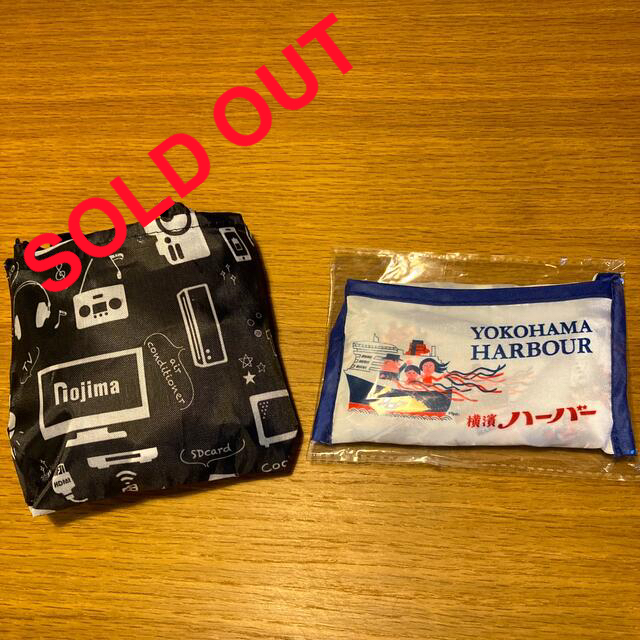 SOLD OUT
TV
nojima
air
conditioner
SDcard
HDMI
YOKOHAMA
HARBOUR
横濱 ハーバー